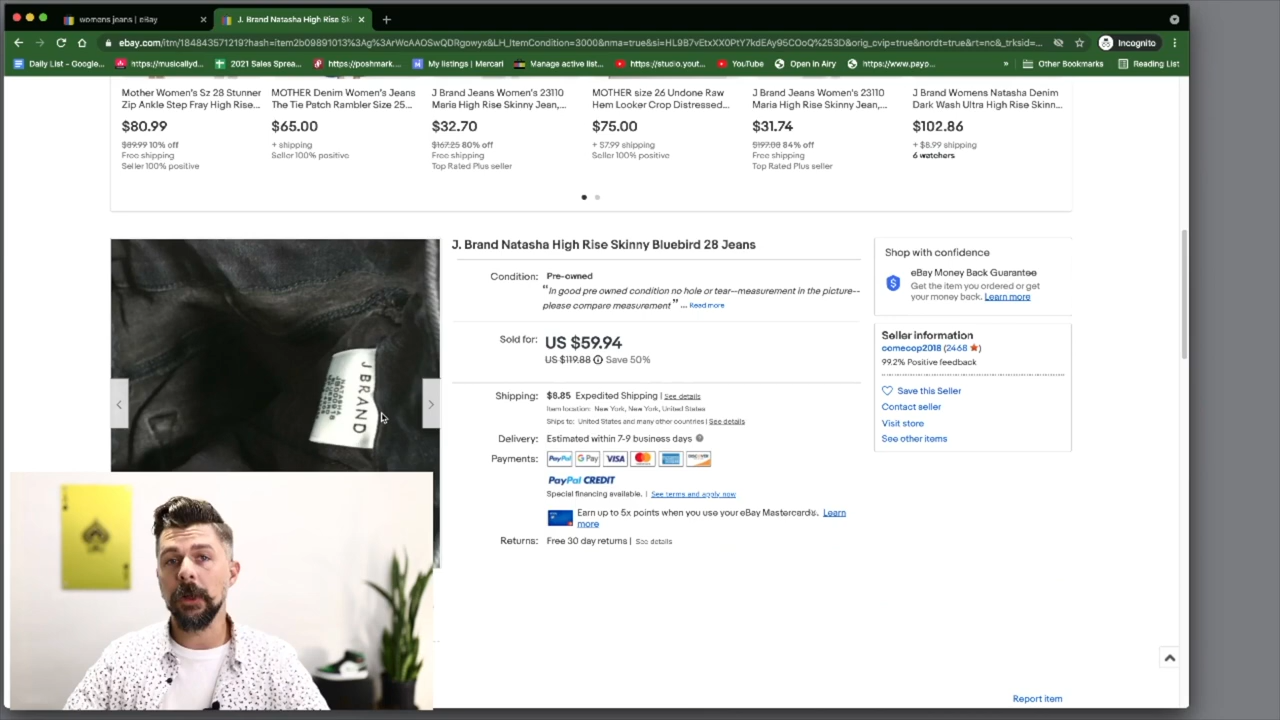 womens jeans | eBay
J. Brand Natasha High Rise Sk
ebay.com/itm/184843571219?hash=item2b09891013%3Ag%3ArWcAAOSwQDRgowyx&LH_ItemCondition=3000&nma=true&si=HL9B7vEtxXX0PtY7kdEAy95COoQ%253D&orig_cvip=true&nordt=true&rt=nc&_trksid=...
Incognito
Daily List - Google...
https://musicallyd...
2021 Sales Sprea...
https://poshmark....
My listings | Mercari
Manage active list...
https://studio.yout...
YouTube
Open in Airy
https://www.payp...
»
Other Bookmarks
Reading List
Mother Women's Sz 28 Stunner
Zip Ankle Step Fray High Rise...
$80.99
$89.99 10% off
Free shipping
Seller 100% positive
MOTHER Denim Women's Jeans
The Tie Patch Rambler Size 25...
$65.00
+ shipping
Seller 100% positive
J Brand Jeans Women's 23110
Maria High Rise Skinny Jean,...
$32.70
$167.25 80% off
Free shipping
Top Rated Plus seller
MOTHER size 26 Undone Raw
Hem Looker Crop Distressed...
$75.00
+ $7.99 shipping
Seller 100% positive
J Brand Jeans Women's 23110
Maria High Rise Skinny Jean,...
$31.74
$197.08 84% off
Free shipping
Top Rated Plus seller
J Brand Womens Natasha Denim
Dark Wash Ultra High Rise Skinn...
$102.86
+ $8.99 shipping
6 watchers
J BRAND
J. Brand Natasha High Rise Skinny Bluebird 28 Jeans
Condition: Pre-owned
"In good pre owned condition no hole or tear--measurement in the picture--
please compare measurement" ... Read more
Sold for: US $59.94
US $119.88 Save 50%
Shipping: $8.85 Expedited Shipping | See details
Item location: New York, New York, United States
Ships to: United States and many other countries | See details
Delivery: Estimated within 7-9 business days
Payments: PayPal G Pay VISA
PayPal CREDIT
Special financing available. | See terms and apply now
Earn up to 5x points when you use your eBay Mastercard®. Learn
more
Returns: Free 30 day returns | See details
Shop with confidence
eBay Money Back Guarantee
Get the item you ordered or get
your money back. Learn more
Seller information
comecop2018 (2468 ★)
99.2% Positive feedback
Save this Seller
Contact seller
Visit store
See other items
Report item